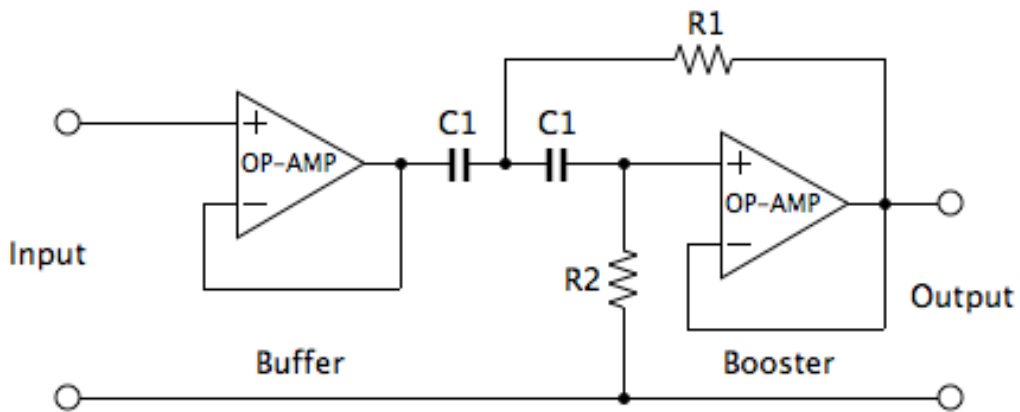 R1
C1 C1
+
OP-AMP
−
+
OP-AMP
−
Input
R2
Output
Buffer
Booster